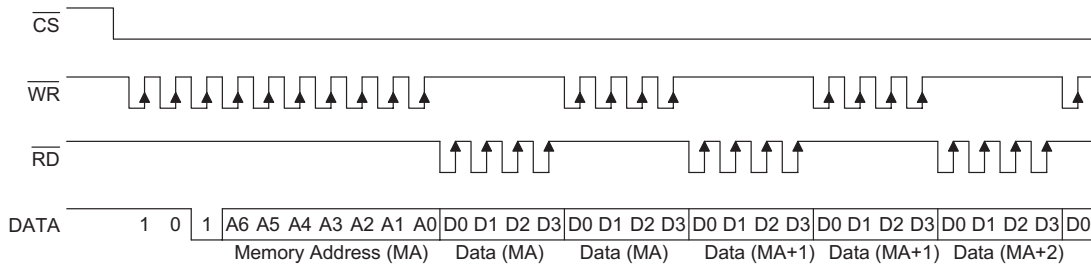 CS
WR
RD
DATA 1 0 1 A6 A5 A4 A3 A2 A1 A0 D0 D1 D2 D3 D0 D1 D2 D3 D0 D1 D2 D3 D0 D1 D2 D3 D0 D1 D2 D3 D0
Memory Address (MA) Data (MA) Data (MA) Data (MA+1) Data (MA+1) Data (MA+2)